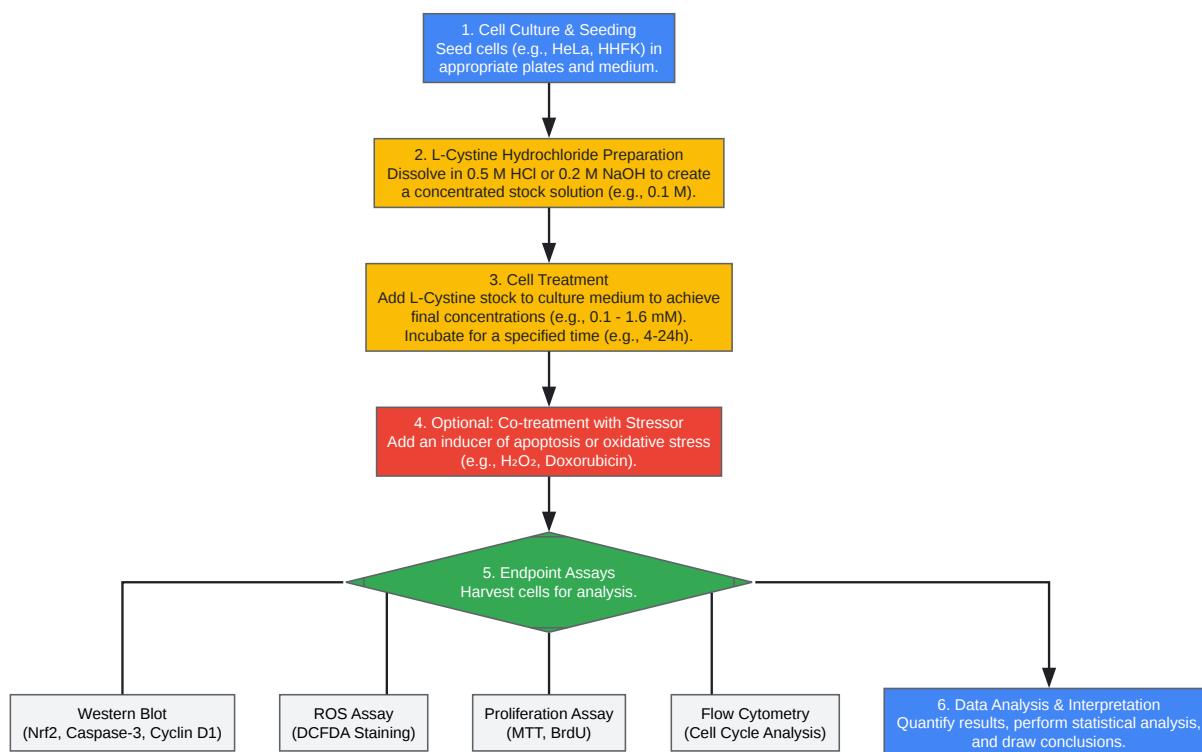 1. Cell Culture & Seeding
Seed cells (e.g., HeLa, HHFK) in
appropriate plates and medium.
2. L-Cystine Hydrochloride Preparation
Dissolve in 0.5 M HCl or 0.2 M NaOH to create
a concentrated stock solution (e.g., 0.1 M).
3. Cell Treatment
Add L-Cystine stock to culture medium to achieve
final concentrations (e.g., 0.1 - 1.6 mM).
Incubate for a specified time (e.g., 4-24h).
4. Optional: Co-treatment with Stressor
Add an inducer of apoptosis or oxidative stress
(e.g., H₂O₂, Doxorubicin).
5. Endpoint Assays
Harvest cells for analysis.
Western Blot
(Nrf2, Caspase-3, Cyclin D1)
ROS Assay
(DCFDA Staining)
Proliferation Assay
(MTT, BrdU)
Flow Cytometry
(Cell Cycle Analysis)
6. Data Analysis & Interpretation
Quantify results, perform statistical analysis,
and draw conclusions.